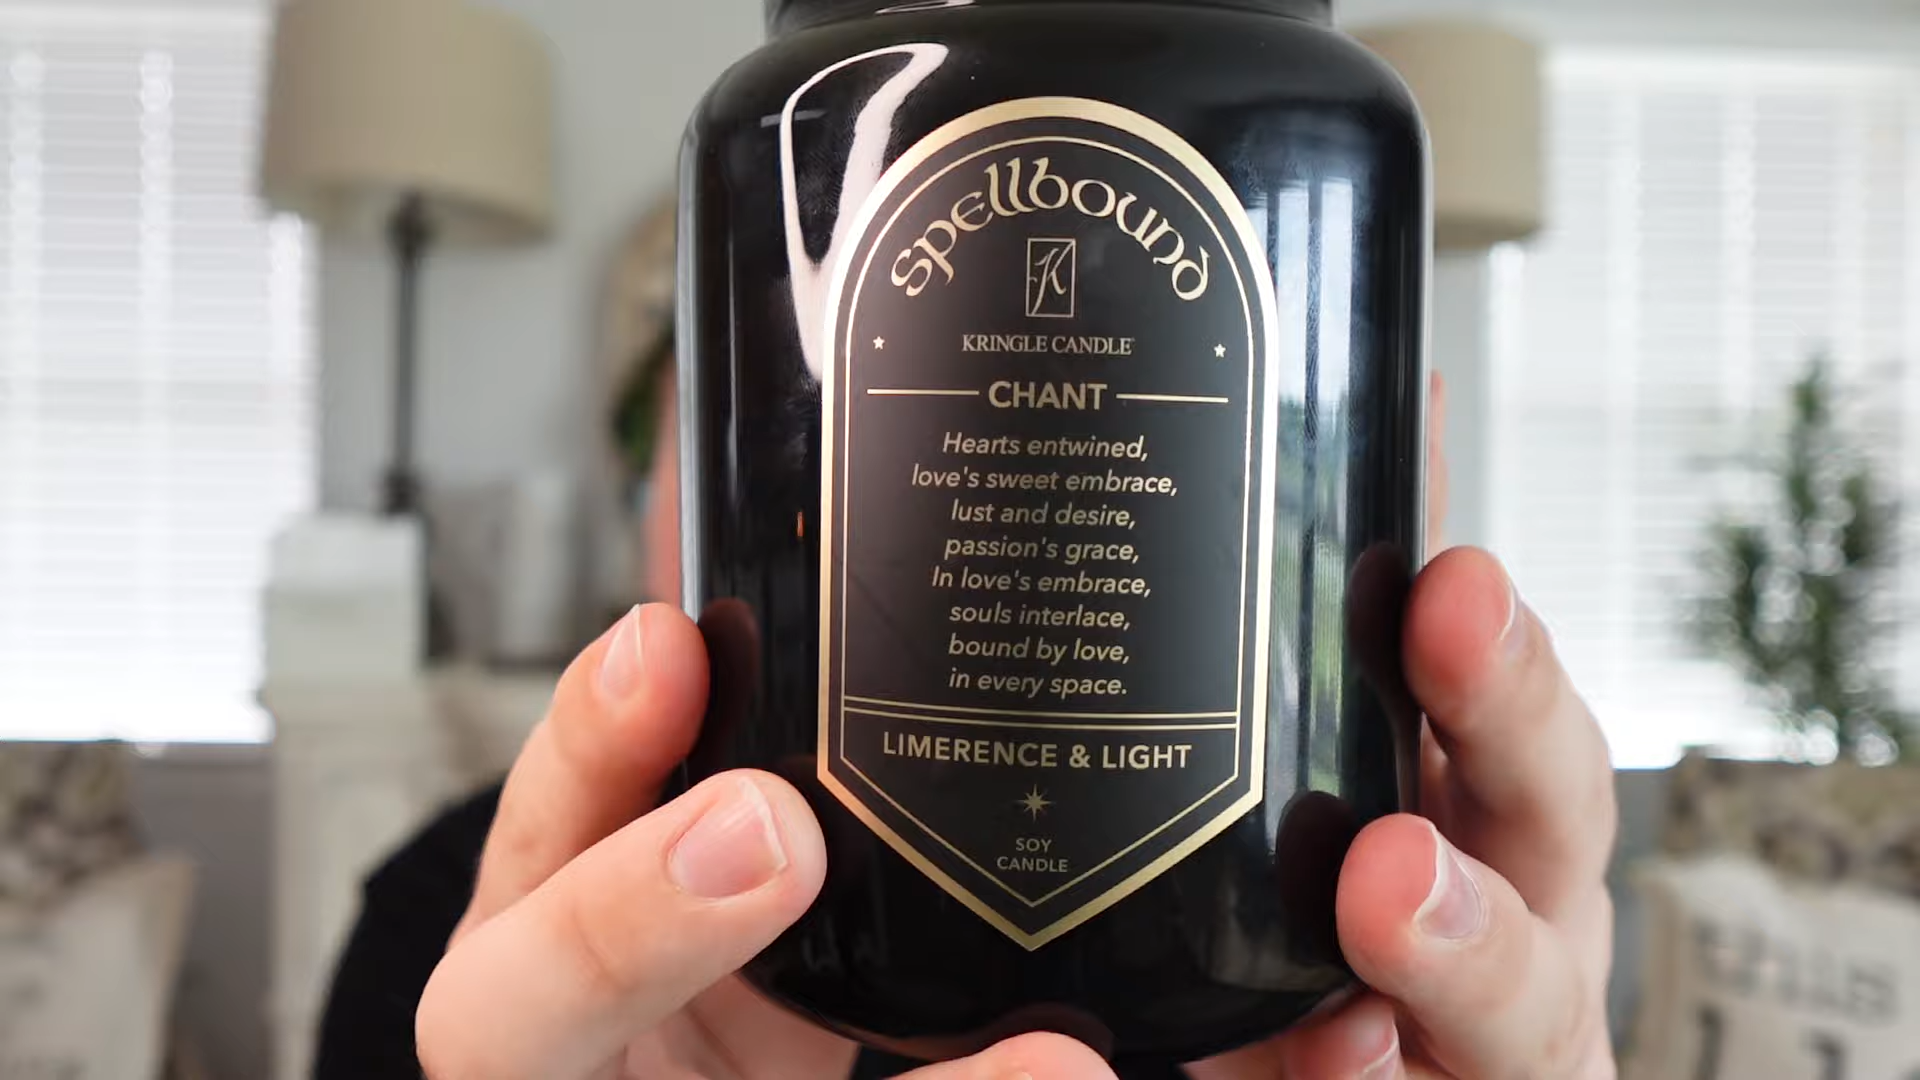 Spellbound
K
KRINGLE CANDLE
CHANT
Hearts entwined,
love's sweet embrace,
lust and desire,
passion's grace,
In love's embrace,
souls interlace,
bound by love,
in every space.
LIMERENCE & LIGHT
SOY
CANDLE